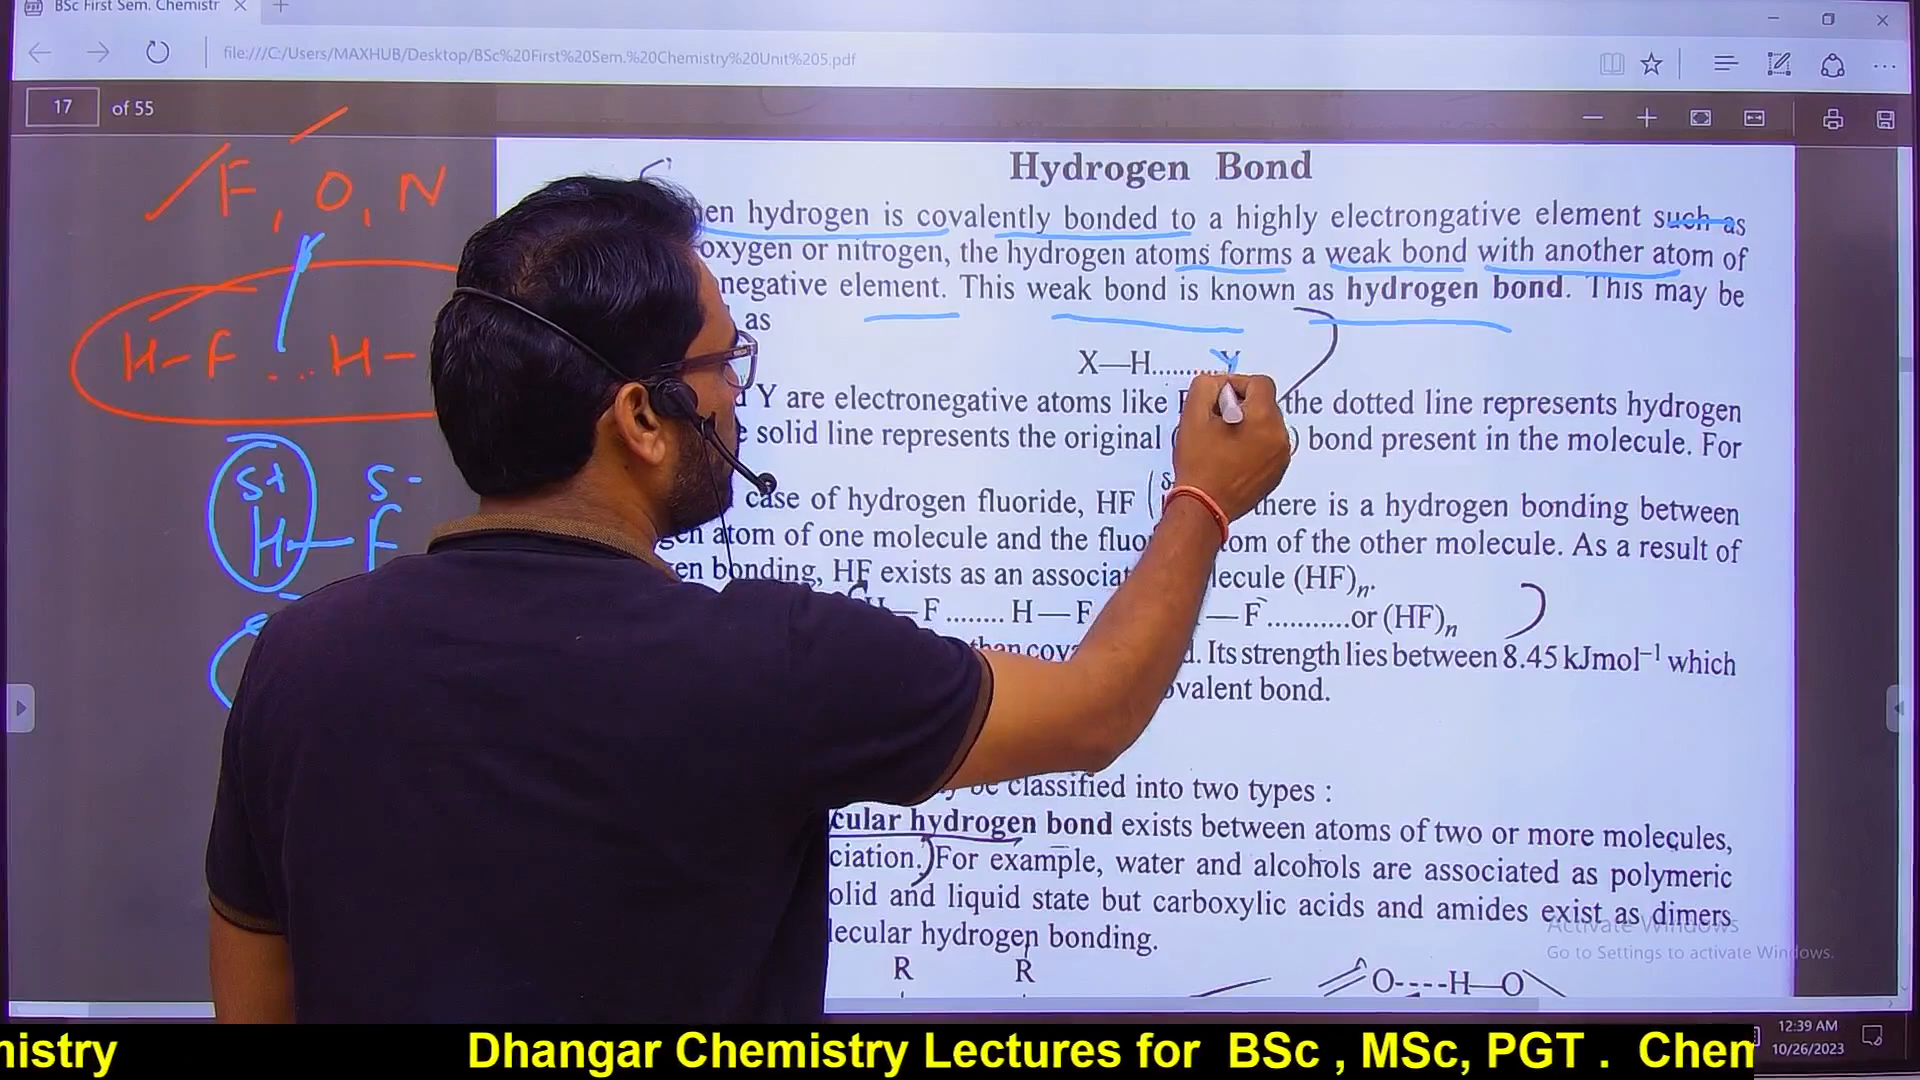 BSc First Sem. Chemistr
file:///C:/Users/MAXHUB/Desktop/BSc%20First%20Sem.%20Chemistry%20Unit%205.pdf
17 of 55
F, O, N
H-F ... H-
δ+ δ-
H-F
Hydrogen Bond
en hydrogen is covalently bonded to a highly electrongative element such as
oxygen or nitrogen, the hydrogen atoms forms a weak bond with another atom of
negative element. This weak bond is known as hydrogen bond. This may be
as
X—H..........Y
Y are electronegative atoms like the dotted line represents hydrogen
solid line represents the original bond present in the molecule. For
case of hydrogen fluoride, HF there is a hydrogen bonding between
atom of one molecule and the fluo tom of the other molecule. As a result of
en bonding, HF exists as an associat lecule (HF)n.
H—F ........ H—F —F ...........or (HF)n
than cov d. Its strength lies between 8.45 kJmol⁻¹ which
ovalent bond.
be classified into two types :
cular hydrogen bond exists between atoms of two or more molecules,
ciation. For example, water and alcohols are associated as polymeric
olid and liquid state but carboxylic acids and amides exist as dimers
lecular hydrogen bonding.
R R
O----H—O
Activate Windows
Go to Settings to activate Windows.
12:39 AM
10/26/2023
mistry Dhangar Chemistry Lectures for BSc , MSc, PGT . Chem